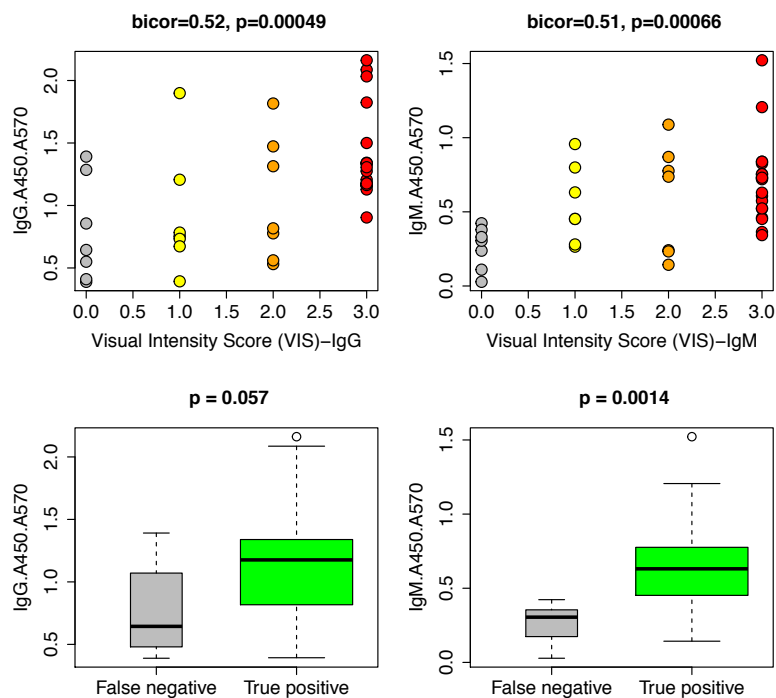 bicor=0.52, p=0.00049
IgG.A450.A570
2.0
1.5
1.0
0.5
0.0 0.5 1.0 1.5 2.0 2.5 3.0
Visual Intensity Score (VIS)−IgG
bicor=0.51, p=0.00066
IgM.A450.A570
1.5
1.0
0.5
0.0
0.0 0.5 1.0 1.5 2.0 2.5 3.0
Visual Intensity Score (VIS)−IgM
p = 0.057
IgG.A450.A570
2.0
1.5
1.0
0.5
False negative True positive
p = 0.0014
IgM.A450.A570
1.5
1.0
0.5
0.0
False negative True positive